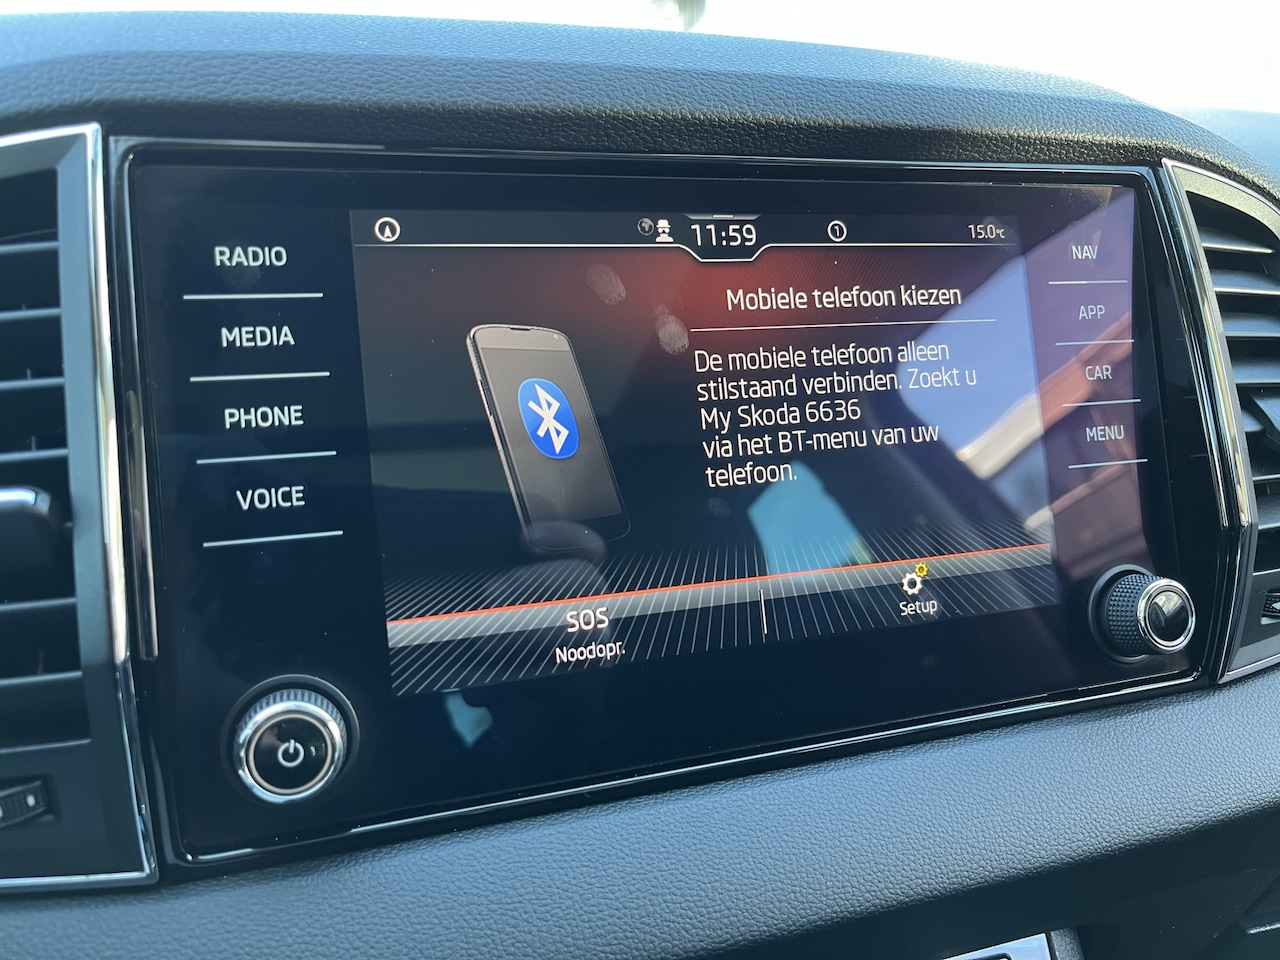 11:59
1
15.0°C
RADIO
MEDIA
PHONE
VOICE
Mobiele telefoon kiezen
De mobiele telefoon alleen
stilstaand verbinden. Zoekt u
My Skoda 6636
via het BT-menu van uw
telefoon.
SOS
Noodopr.
Setup
NAV
APP
CAR
MENU